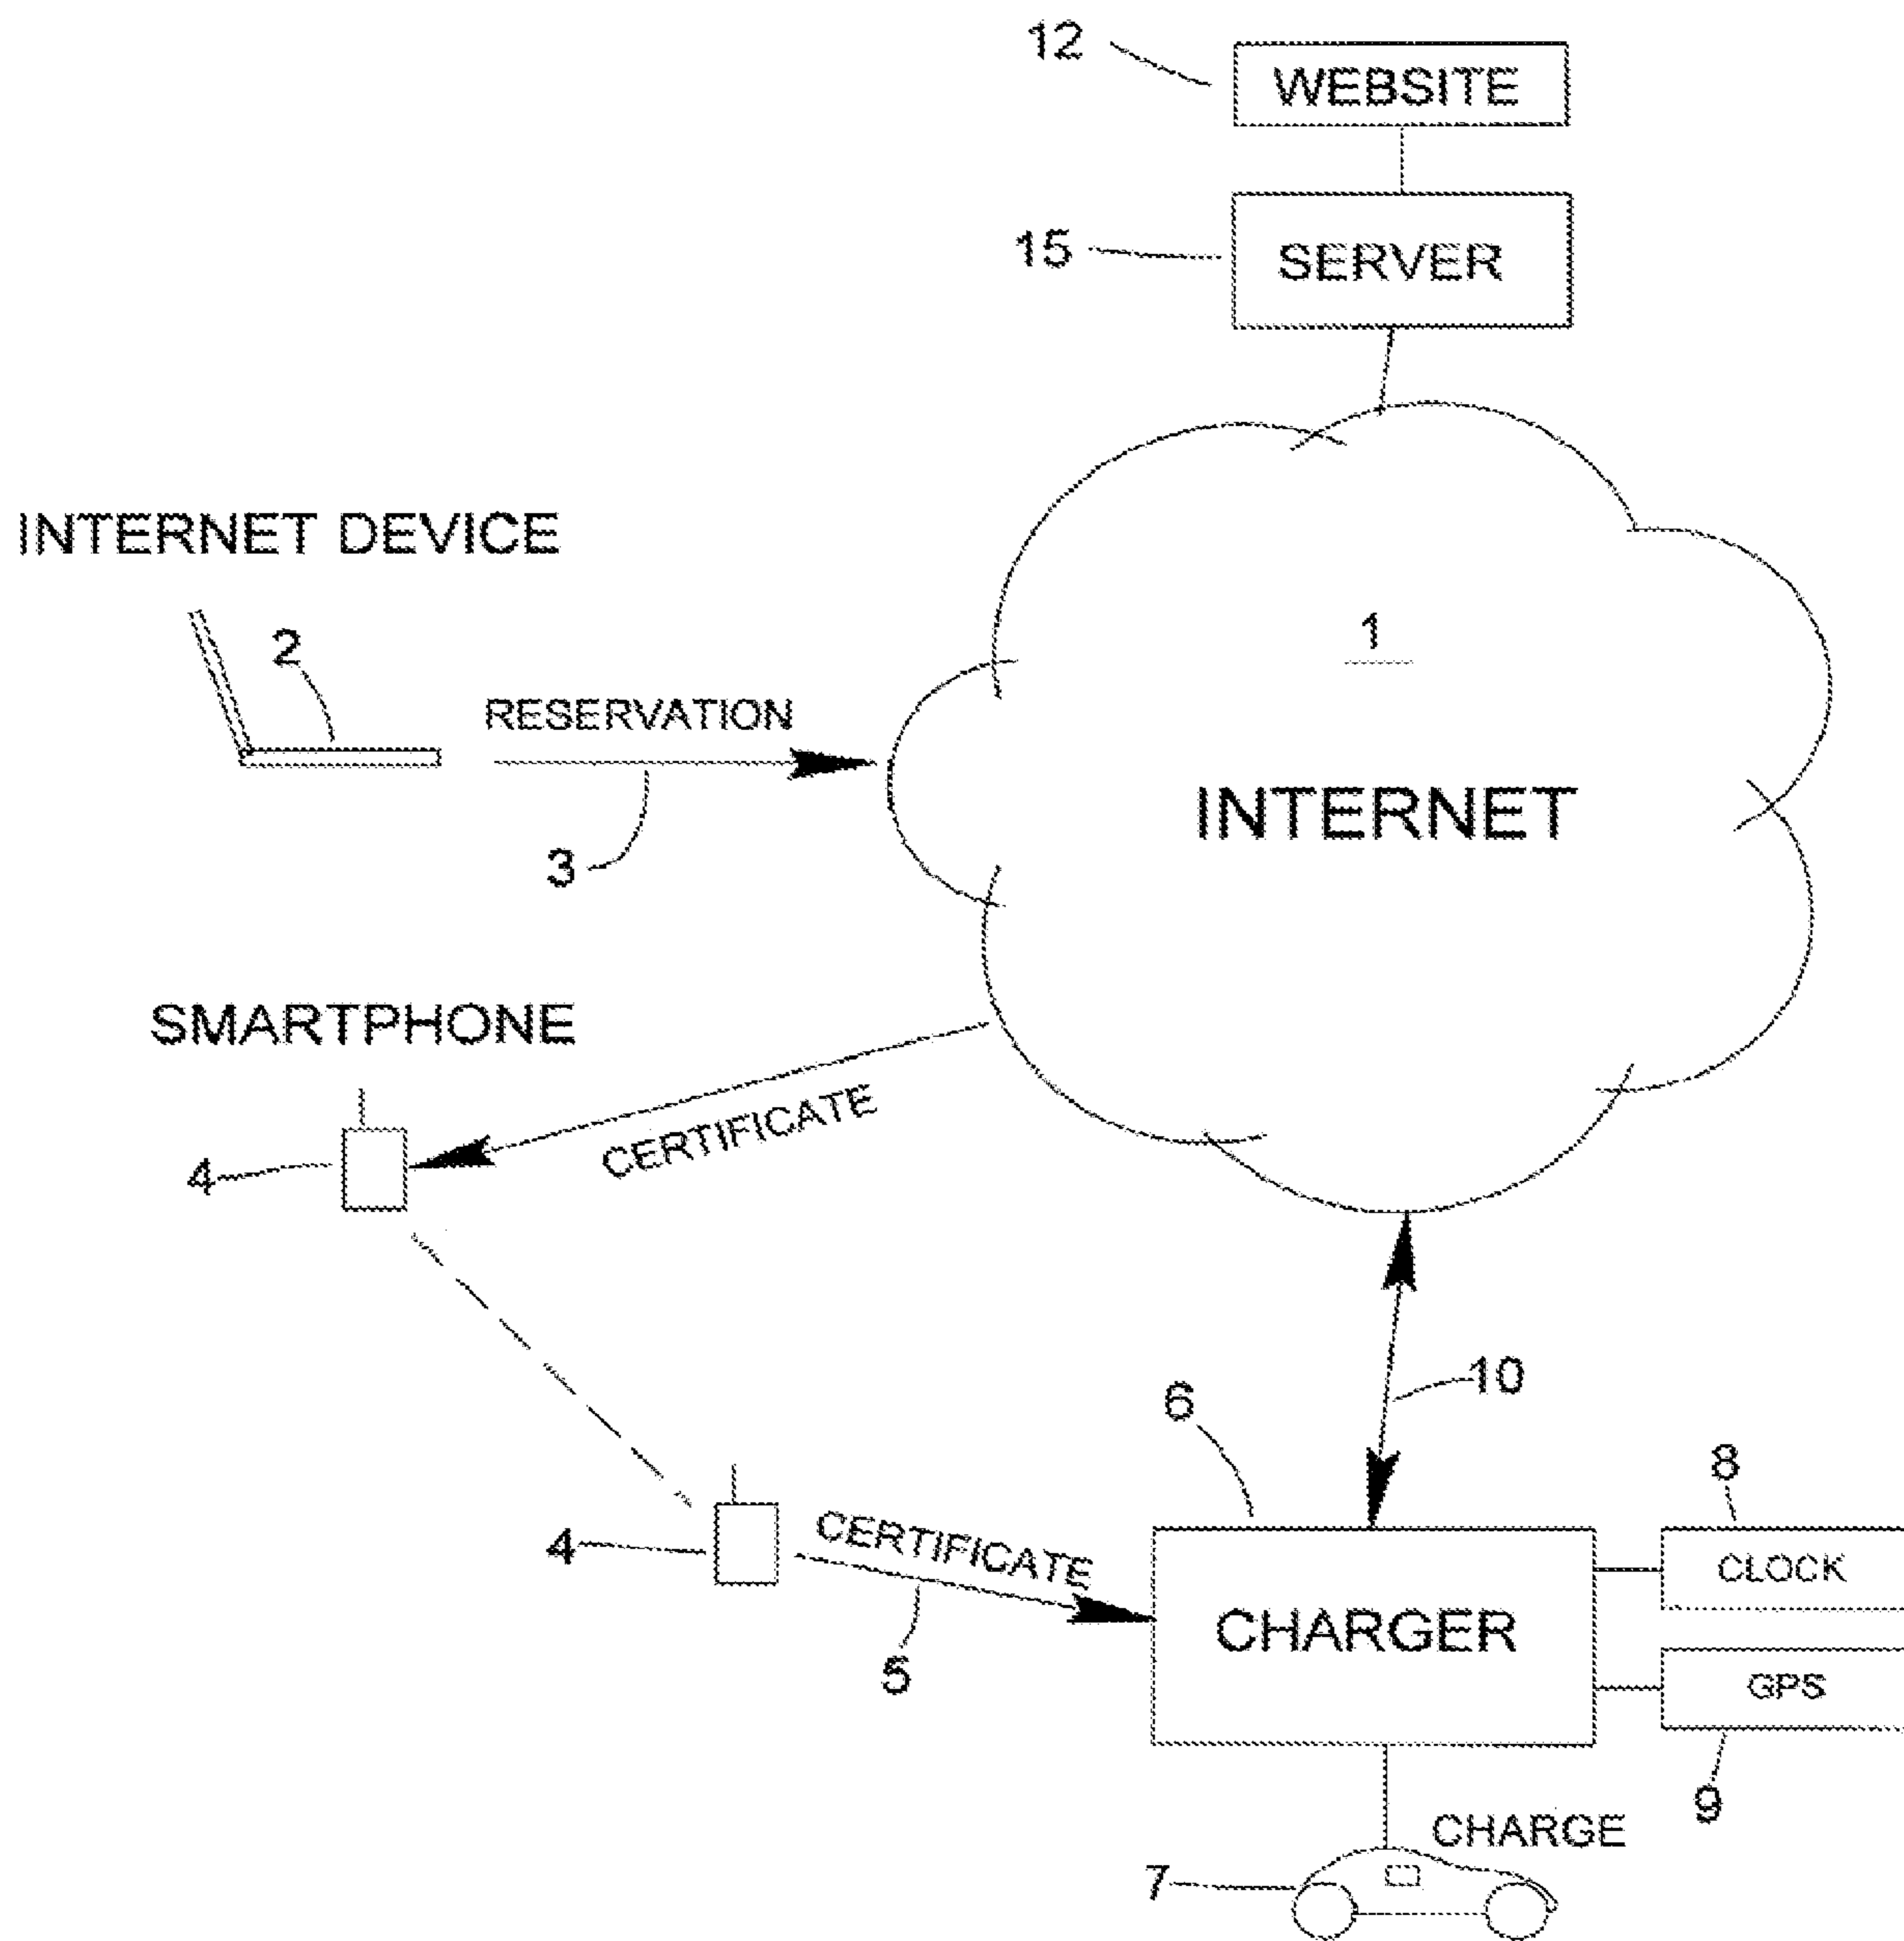 12
WEBSITE
15
SERVER
INTERNET DEVICE
2
1
RESERVATION
INTERNET
3
SMARTPHONE
CERTIFICATE
4
10
6
8
4
CERTIFICATE
CLOCK
CHARGER
5
GPS
9
CHARGE
7